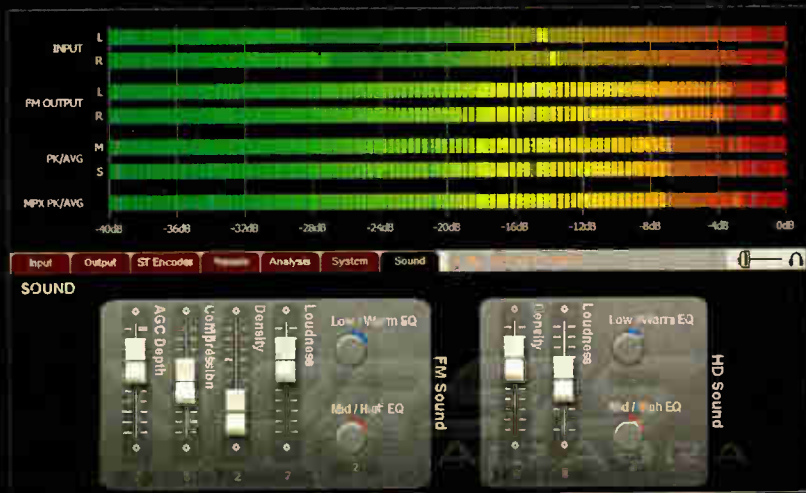 INPUT
L
R
FM OUTPUT
L
R
PK/AVG
M
S
MPX PK/AVG
-40dB -36dB -32dB -28dB -24dB -20dB -16dB -12dB -8dB -4dB 0dB
Input Output ST Encoder Analysis System Sound
SOUND
AGC Depth
Compression
Density
Loudness
Low / Warm EQ
Mid / High EQ
2
7
2
FM Sound
Density
Loudness
Low / Warm EQ
Mid / High EQ
HD Sound